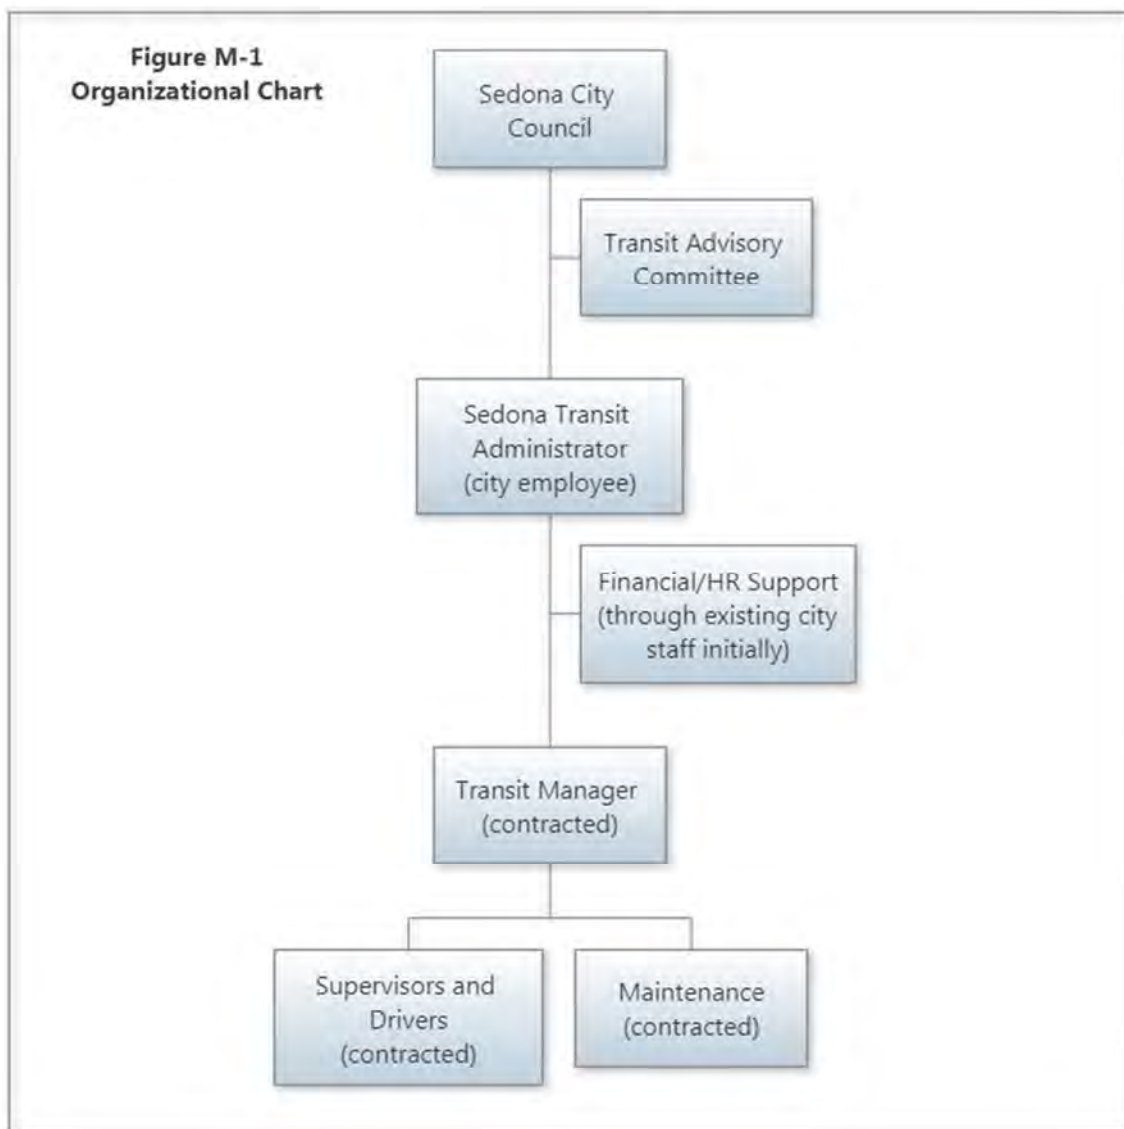 Figure M-1
Organizational Chart
Sedona City
Council
Transit Advisory
Committee
Sedona Transit
Administrator
(city employee)
Financial/HR Support
(through existing city
staff initially)
Transit Manager
(contracted)
Supervisors and
Drivers
(contracted)
Maintenance
(contracted)